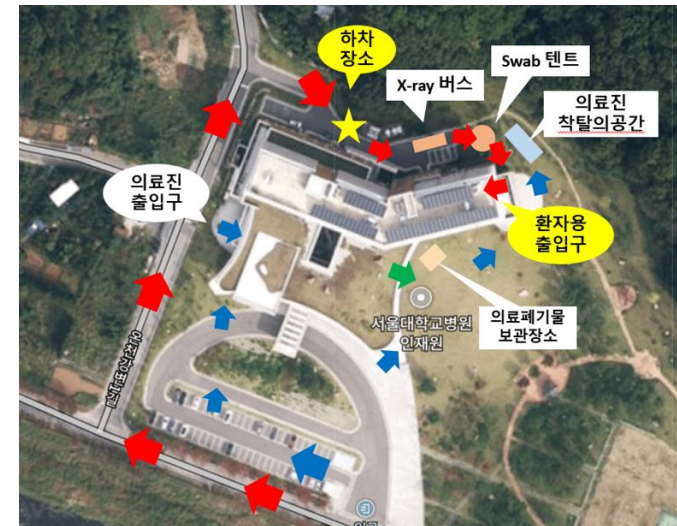 하차
장소
Swab 텐트
X-ray 버스
의료진
착탈의공간
의료진
출입구
환자용
출입구
서울대학교병원
인재원
의료폐기물
보관장소
입구